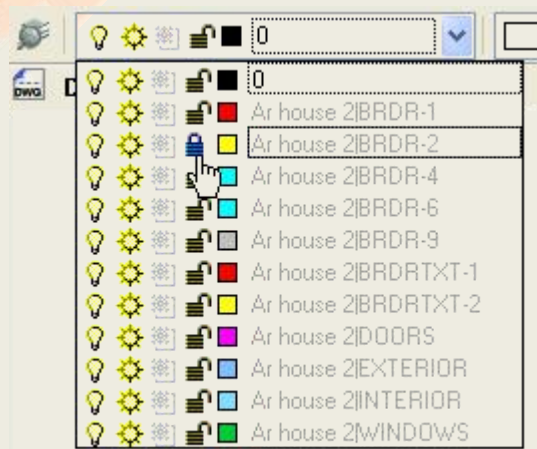 0
DWG D
0
Ar house 2|BRDR-1
Ar house 2|BRDR-2
Ar house 2|BRDR-4
Ar house 2|BRDR-6
Ar house 2|BRDR-9
Ar house 2|BRDRTXT-1
Ar house 2|BRDRTXT-2
Ar house 2|DOORS
Ar house 2|EXTERIOR
Ar house 2|INTERIOR
Ar house 2|WINDOWS